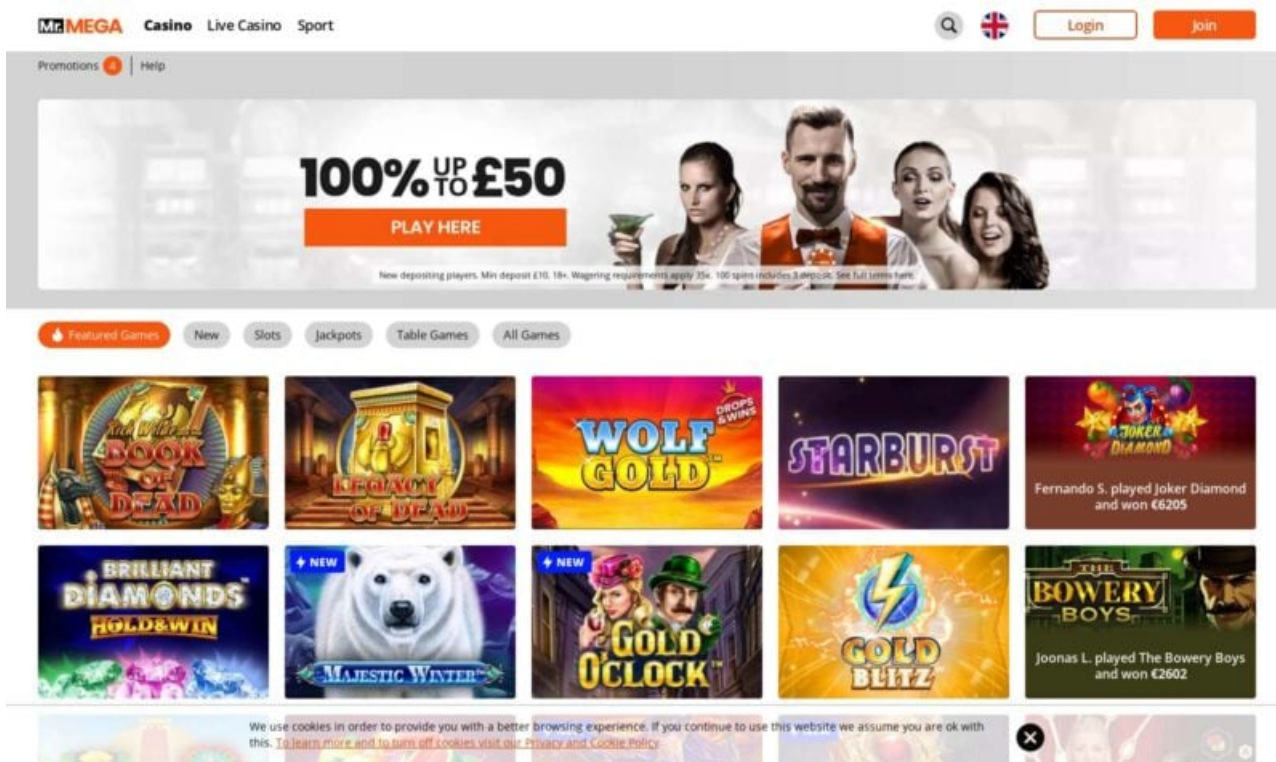 Mr.MEGA Casino Live Casino Sport Login Join
Promotions 4 Help
100% UP TO £50
PLAY HERE
New depositing players. Min deposit £10, 18+. Wagering requirements apply 35x. 100 spins includes 3 deposit. See full terms here.
Featured Games New Slots Jackpots Table Games All Games
Rich Wilde
BOOK
OF
DEAD
LEGACY
OF DEAD
DROPS
&WINS
WOLF
GOLD™
STARBURST
JOKER
DIAMOND
Fernando S. played Joker Diamond
and won €6205
BRILLIANT
DIAMONDS
HOLD&WIN
NEW
MAJESTIC WINTER™
NEW
GOLD
O'CLOCK™
GOLD
BLITZ™
THE
BOWERY
BOYS
Joonas L. played The Bowery Boys
and won €2602
We use cookies in order to provide you with a better browsing experience. If you continue to use this website we assume you are ok with
this. To learn more and to turn off cookies visit our Privacy and Cookie Policy